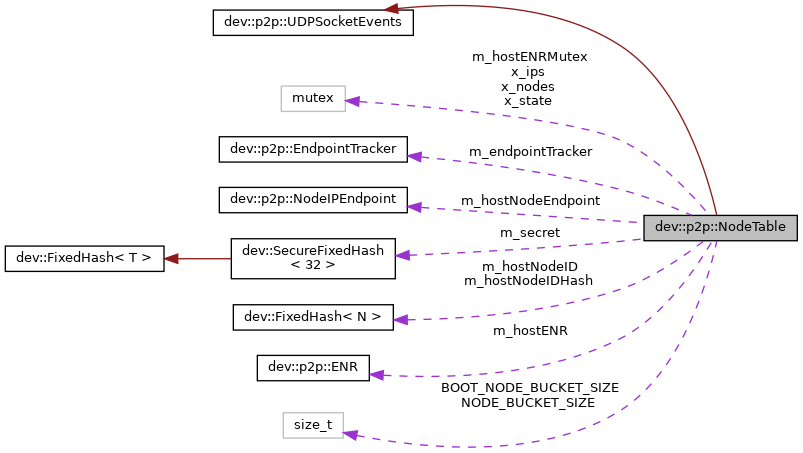 dev::p2p::UDPSocketEvents
m_hostENRMutex
x_ips
x_nodes
x_state
mutex
dev::p2p::EndpointTracker
m_endpointTracker
dev::p2p::NodeIPEndpoint
m_hostNodeEndpoint
dev::p2p::NodeTable
m_secret
dev::FixedHash< T >
dev::SecureFixedHash
< 32 >
m_hostNodeID
m_hostNodeIDHash
dev::FixedHash< N >
m_hostENR
dev::p2p::ENR
BOOT_NODE_BUCKET_SIZE
NODE_BUCKET_SIZE
size_t